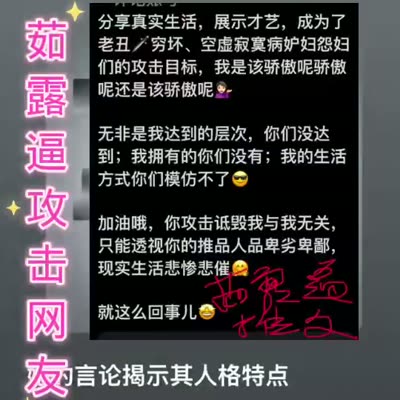 茹露逼攻击网友
分享真实生活，展示才艺，成为了
老丑🗡穷坏、空虚寂寞病妒妇怨妇
们的攻击目标，我是该骄傲呢骄傲
呢还是该骄傲呢💁🏻‍♀️
无非是我达到的层次，你们没达
到；我拥有的你们没有；我的生活
方式你们模仿不了😎
加油哦，你攻击诋毁我与我无关，
只能透视你的推品人品卑劣卑鄙，
现实生活悲惨悲催🥰
就这么回事儿🤩
茹露逼
推文
的言论揭示其人格特点